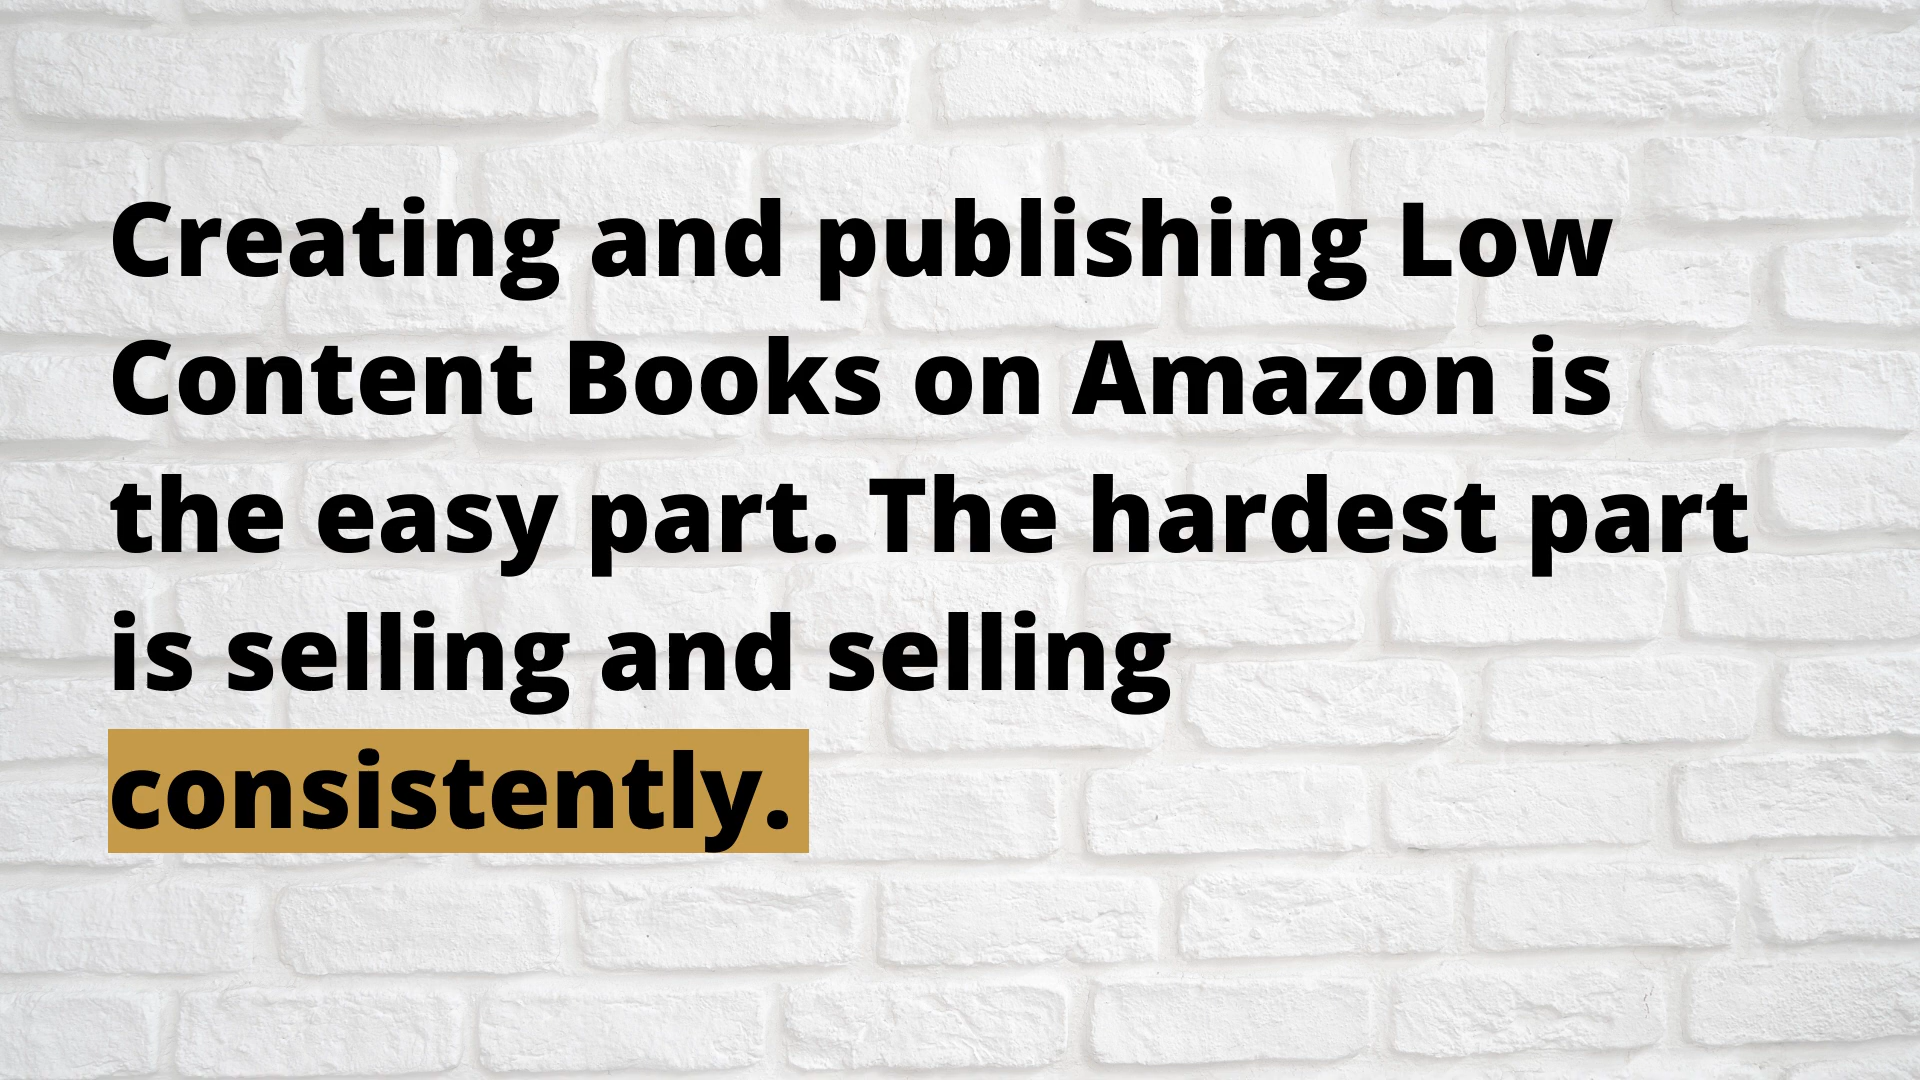 Creating and publishing Low
Content Books on Amazon is
the easy part. The hardest part
is selling and selling
consistently.